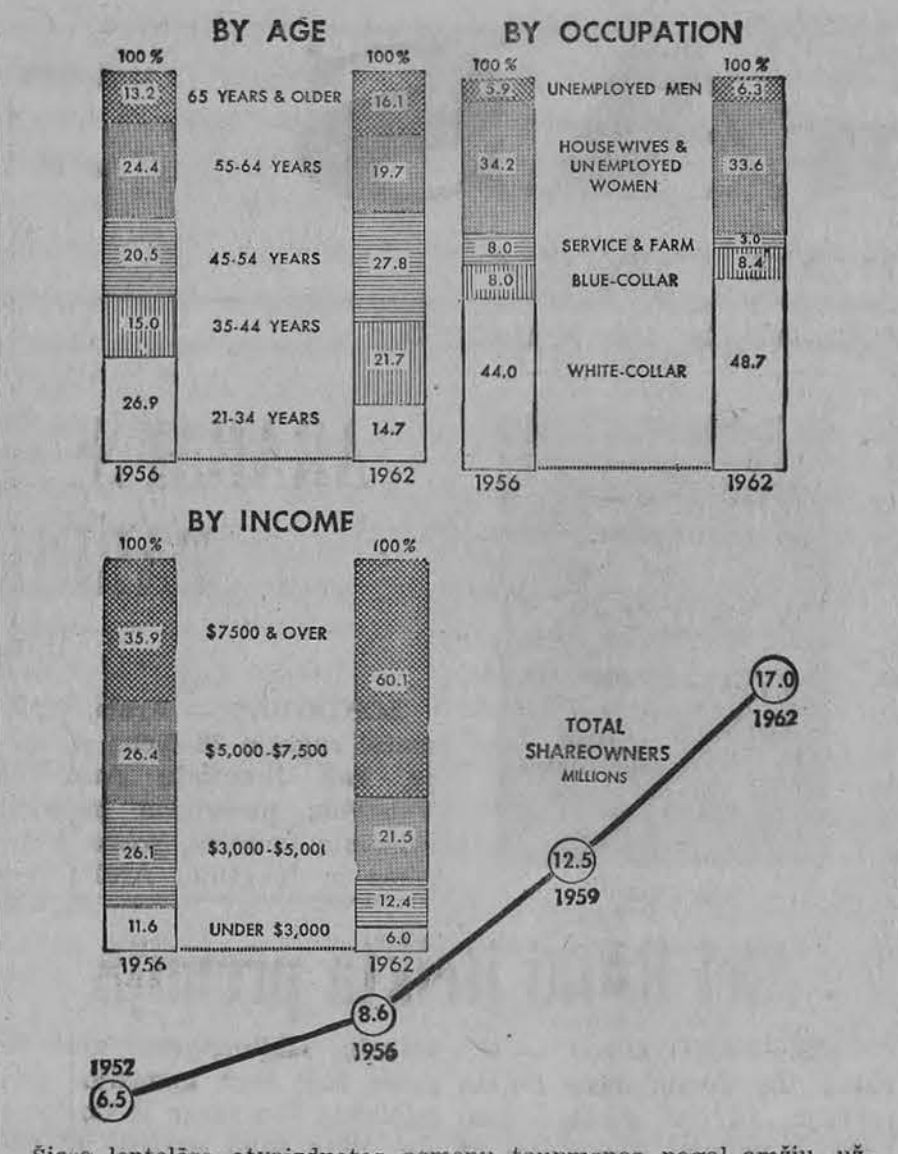 BY AGE
100 %
100 %
13.2
65 YEARS & OLDER
16.1
24.4
55-64 YEARS
19.7
20.5
45-54 YEARS
27.8
15.0
35-44 YEARS
21.7
26.9
21-34 YEARS
14.7
1956
1962
BY OCCUPATION
100 %
100 %
5.9
UNEMPLOYED MEN
6.3
34.2
HOUSEWIVES &
UNEMPLOYED
WOMEN
33.6
8.0
SERVICE & FARM
3.0
8.0
BLUE-COLLAR
8.4
44.0
WHITE-COLLAR
48.7
1956
1962
BY INCOME
100 %
100 %
35.9
$7500 & OVER
60.1
26.4
$5,000-$7,500
21.5
26.1
$3,000-$5,00
12.4
11.6
UNDER $3,000
6.0
1956
1962
TOTAL
SHAREOWNERS
MILLIONS
17.0
1962
12.5
1959
8.6
1956
1952
6.5